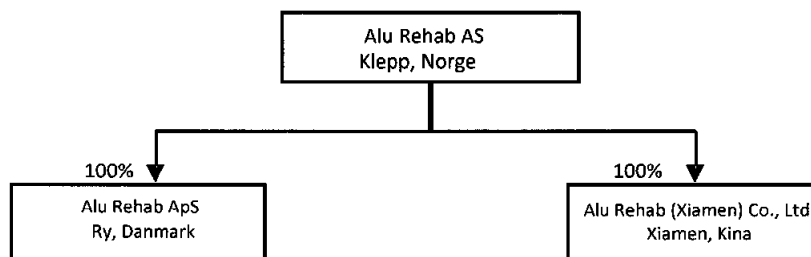 Alu Rehab AS
Klepp, Norge
100%
100%
Alu Rehab ApS
Ry, Danmark
Alu Rehab (Xiamen) Co., Ltd
Xiamen, Kina